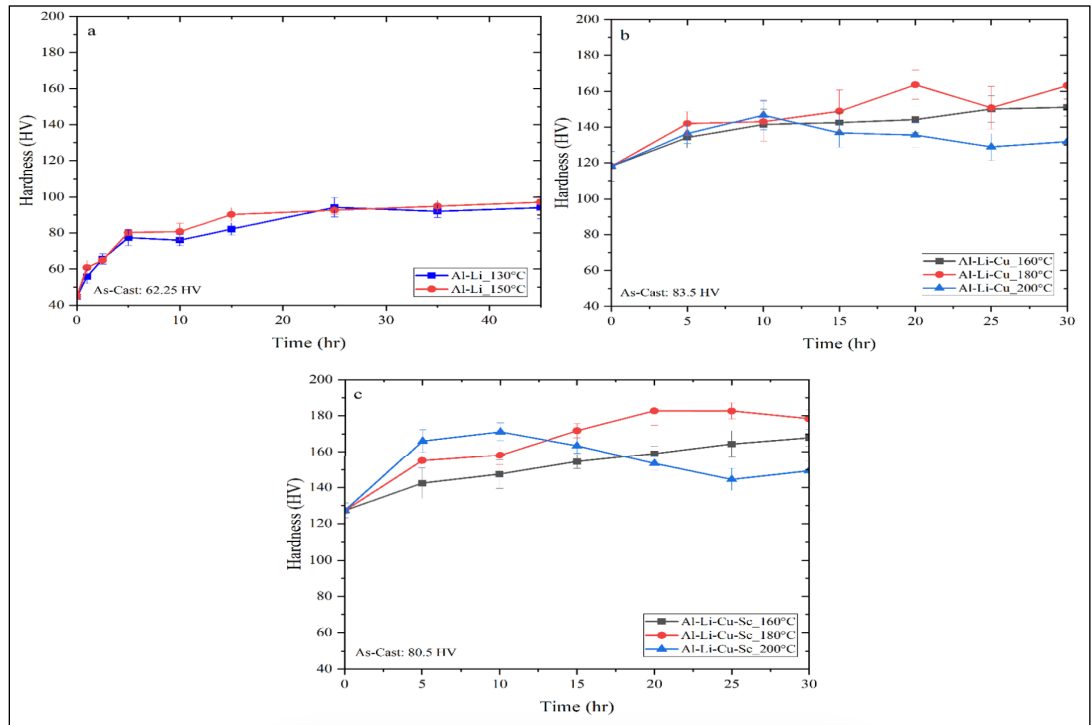 a
200
180
160
140
120
100
80
60
40
Hardness (HV)
Al-Li_130°C
Al-Li_150°C
As-Cast: 62.25 HV
0
10
20
30
40
Time (hr)
b
200
180
160
140
120
100
80
60
40
Hardness (HV)
Al-Li-Cu_160°C
Al-Li-Cu_180°C
Al-Li-Cu_200°C
As-Cast: 83.5 HV
0
5
10
15
20
25
30
Time (hr)
c
200
180
160
140
120
100
80
60
40
Hardness (HV)
Al-Li-Cu-Sc_160°C
Al-Li-Cu-Sc_180°C
Al-Li-Cu-Sc_200°C
As-Cast: 80.5 HV
0
5
10
15
20
25
30
Time (hr)